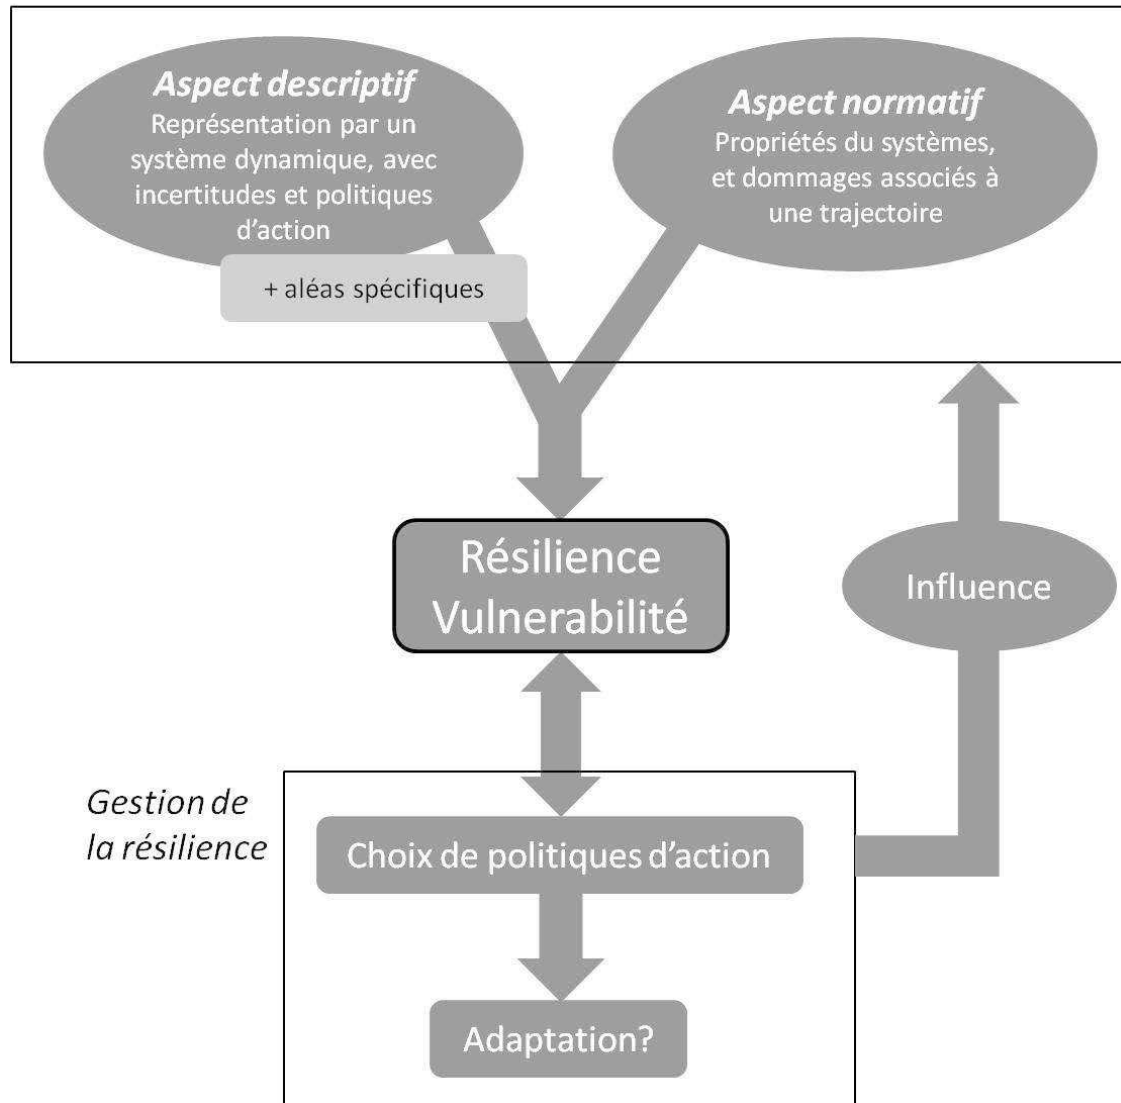 Aspect descriptif
Représentation par un
système dynamique, avec
incertitudes et politiques
d'action
+ aléas spécifiques
Aspect normatif
Propriétés du systèmes,
et dommages associés à
une trajectoire
Résilience
Vulnerabilité
Influence
Gestion de
la résilience
Choix de politiques d'action
Adaptation?